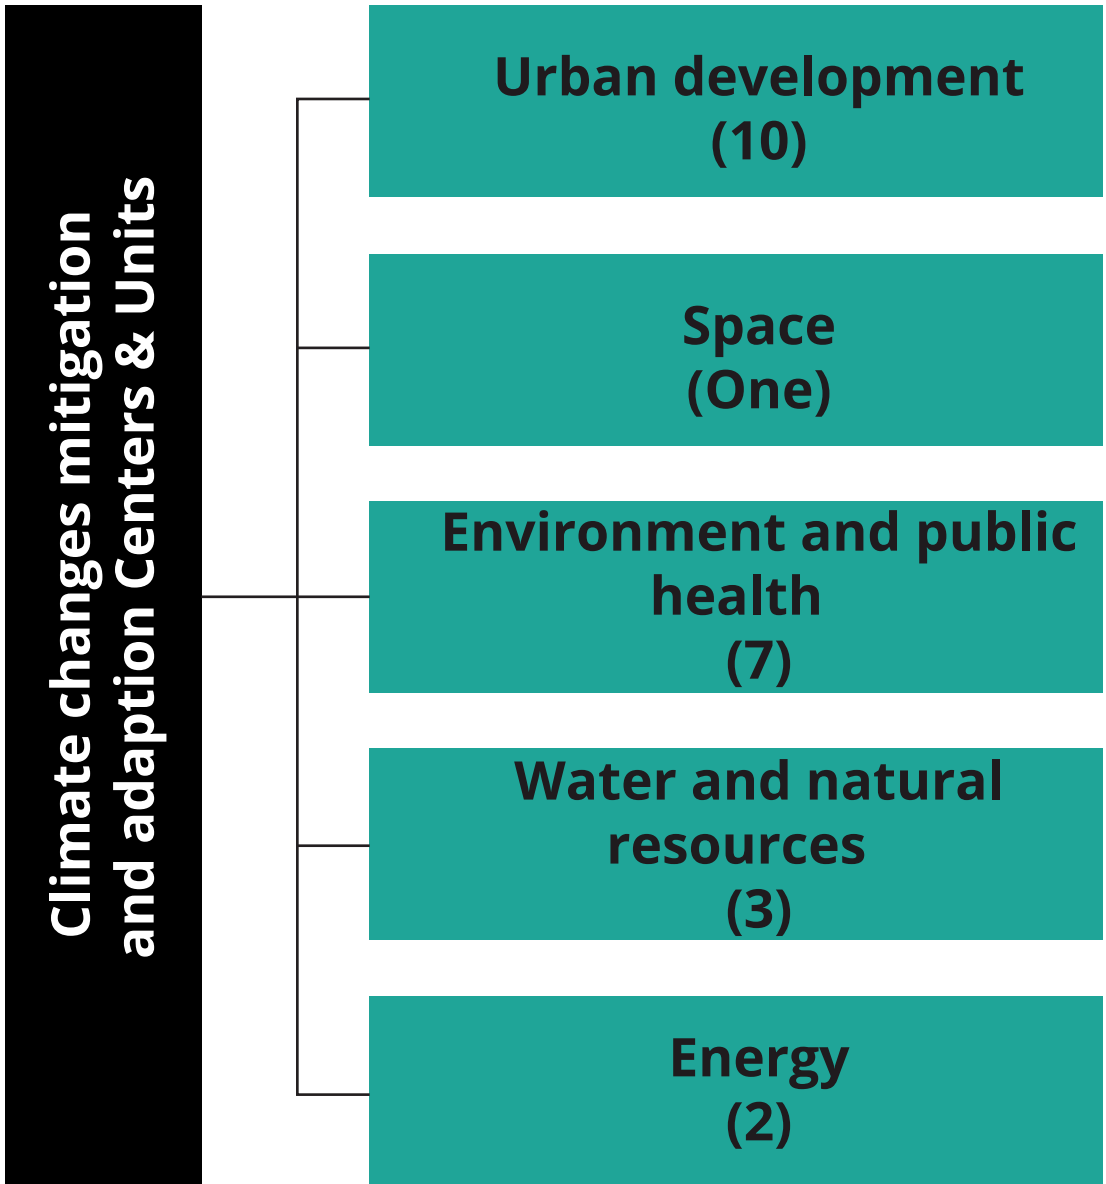 Climate changes mitigation
and adaption Centers & Units
Urban development
(10)
Space
(One)
Environment and public
health
(7)
Water and natural
resources
(3)
Energy
(2)